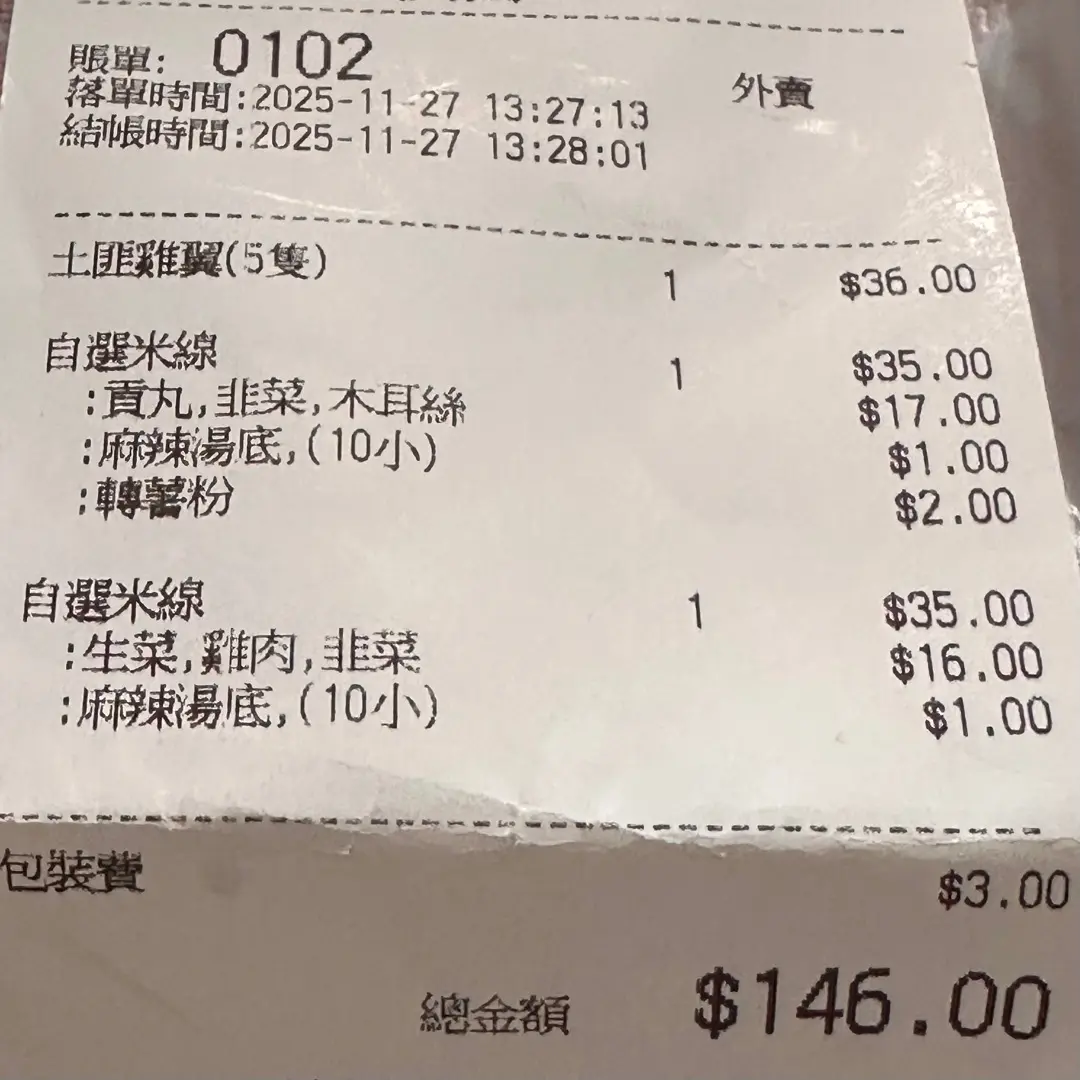 賬單: 0102
外賣
落單時間:2025-11-27 13:27:13
結帳時間:2025-11-27 13:28:01
土匪雞翼(5隻) 1 $36.00
自選米線 1 $35.00
:貢丸,韭菜,木耳絲 $17.00
:麻辣湯底,(10小) $1.00
:轉薯粉 $2.00
自選米線 1 $35.00
:生菜,雞肉,韭菜 $16.00
:麻辣湯底,(10小) $1.00
包裝費 $3.00
總金額 $146.00